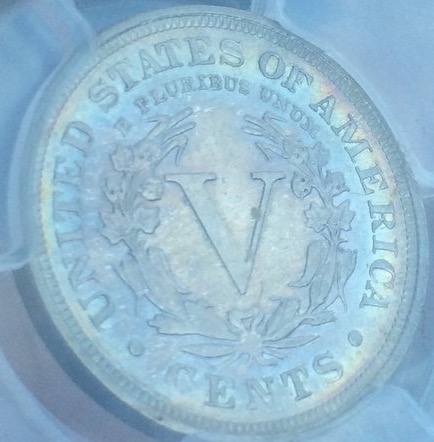 UNITED STATES OF AMERICA
E PLURIBUS UNUM
V
CENTS